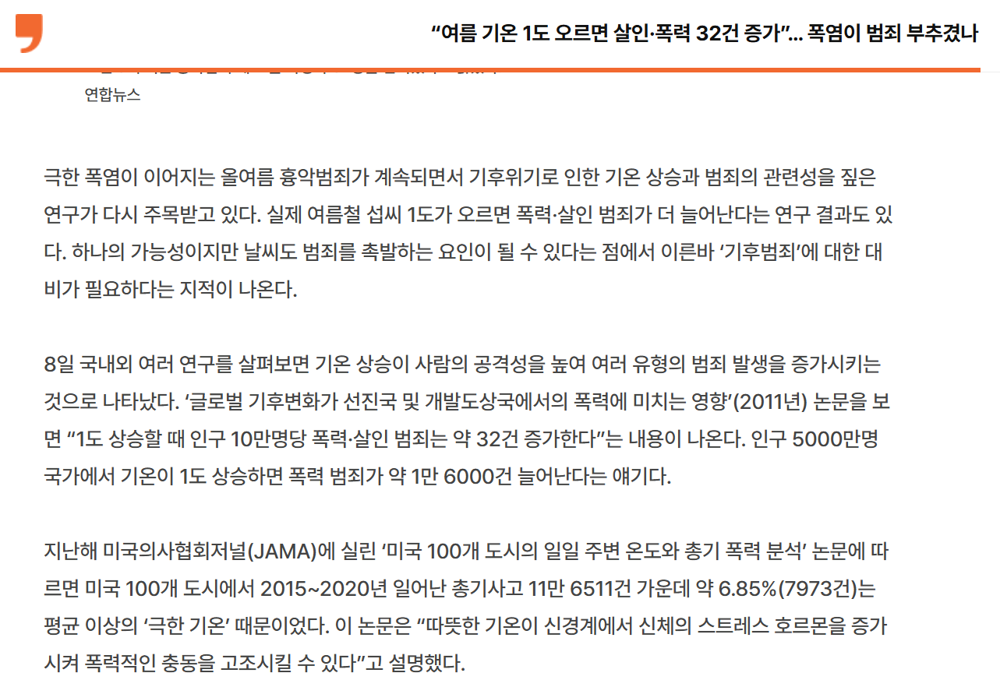 “여름 기온 1도 오르면 살인·폭력 32건 증가”... 폭염이 범죄 부추겼나
연합뉴스
극한 폭염이 이어지는 올여름 흉악범죄가 계속되면서 기후위기로 인한 기온 상승과 범죄의 관련성을 짚은
연구가 다시 주목받고 있다. 실제 여름철 섭씨 1도가 오르면 폭력·살인 범죄가 더 늘어난다는 연구 결과도 있
다. 하나의 가능성이지만 날씨도 범죄를 촉발하는 요인이 될 수 있다는 점에서 이른바 ‘기후범죄’에 대한 대
비가 필요하다는 지적이 나온다.
8일 국내외 여러 연구를 살펴보면 기온 상승이 사람의 공격성을 높여 여러 유형의 범죄 발생을 증가시키는
것으로 나타났다. ‘글로벌 기후변화가 선진국 및 개발도상국에서의 폭력에 미치는 영향’(2011년) 논문을 보
면 “1도 상승할 때 인구 10만명당 폭력·살인 범죄는 약 32건 증가한다”는 내용이 나온다. 인구 5000만명
국가에서 기온이 1도 상승하면 폭력 범죄가 약 1만 6000건 늘어난다는 얘기다.
지난해 미국의사협회저널(JAMA)에 실린 ‘미국 100개 도시의 일일 주변 온도와 총기 폭력 분석’ 논문에 따
르면 미국 100개 도시에서 2015~2020년 일어난 총기사고 11만 6511건 가운데 약 6.85%(7973건)는
평균 이상의 ‘극한 기온’ 때문이었다. 이 논문은 “따뜻한 기온이 신경계에서 신체의 스트레스 호르몬을 증가
시켜 폭력적인 충동을 고조시킬 수 있다”고 설명했다.